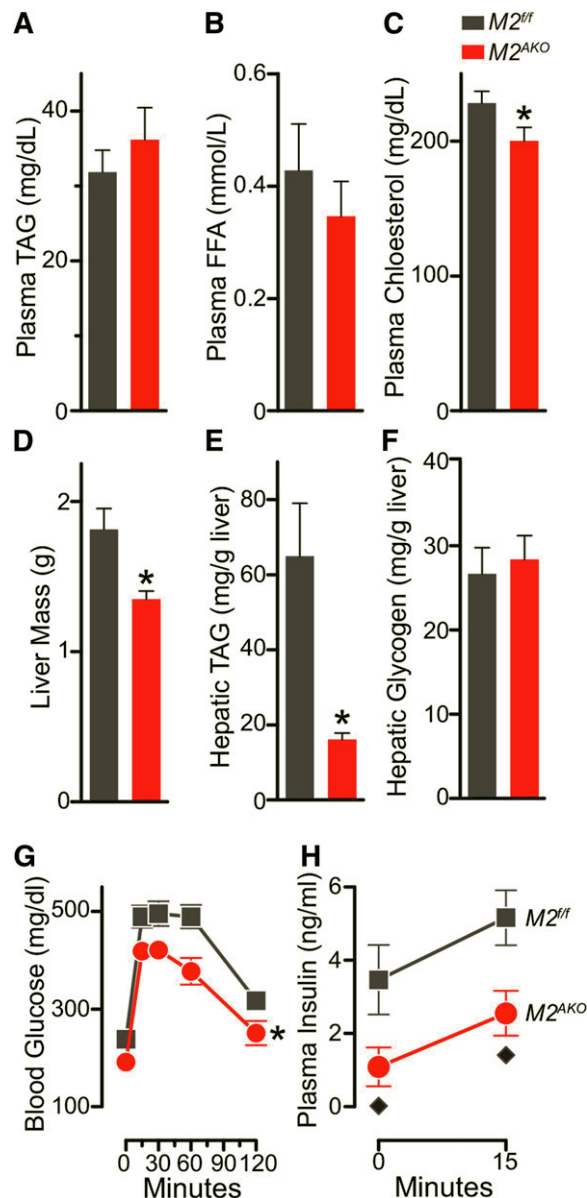 A
B
C
M2f/f
M2AKO
Plasma TAG (mg/dL)
40
20
0
Plasma FFA (mmol/L)
0.6
0.4
0.2
0
Plasma Chloesterol (mg/dL)
200
100
0
*
D
E
F
Liver Mass (g)
2
1
0
*
Hepatic TAG (mg/g liver)
80
60
40
20
0
*
Hepatic Glycogen (mg/g liver)
40
30
20
10
0
G
H
Blood Glucose (mg/dl)
500
300
100
*
0 30 60 90 120
Minutes
Plasma Insulin (ng/ml)
6
4
2
0
M2f/f
M2AKO
0 15
Minutes